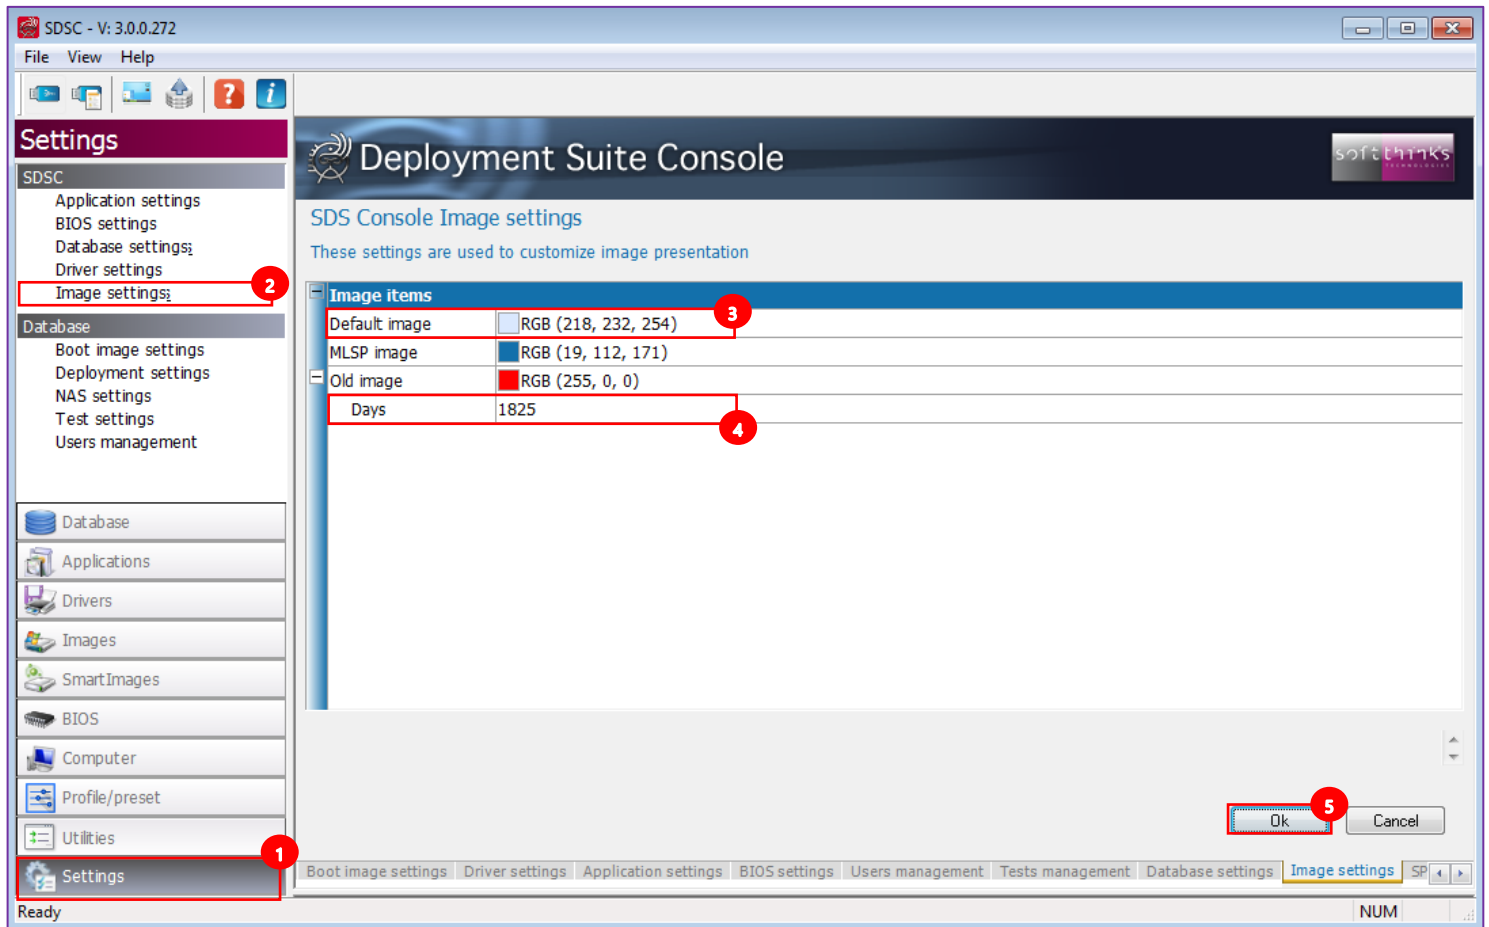 SDSC - V: 3.0.0.272
File View Help
? i
Settings
SDSC
Application settings
BIOS settings
Database settings;
Driver settings
Image settings;
2
Database
Boot image settings
Deployment settings
NAS settings
Test settings
Users management
Database
Applications
Drivers
Images
SmartImages
BIOS
Computer
Profile/preset
Utilities
1
Settings
Deployment Suite Console
softthinks
TECHNOLOGIES
SDS Console Image settings
These settings are used to customize image presentation
Image items
Default image RGB (218, 232, 254)
3
MLSP image RGB (19, 112, 171)
Old image RGB (255, 0, 0)
Days 1825
4
5
Ok Cancel
Boot image settings Driver settings Application settings BIOS settings Users management Tests management Database settings Image settings SP
Ready NUM